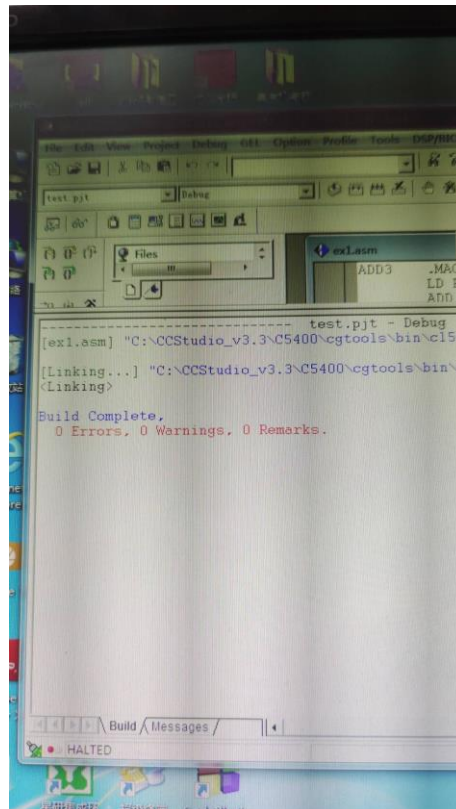 File Edit View Project Debug GEL Option Profile Tools DSP/BIO
test.pjt Debug
Files
ex1.asm
ADD3 .MAC
LD
ADD
test.pjt - Debug
[ex1.asm] "C:\CCStudio_v3.3\C5400\cgtools\bin\cl5
[Linking...] "C:\CCStudio_v3.3\C5400\cgtools\bin\
<Linking>
Build Complete,
0 Errors, 0 Warnings, 0 Remarks.
Build Messages
HALTED